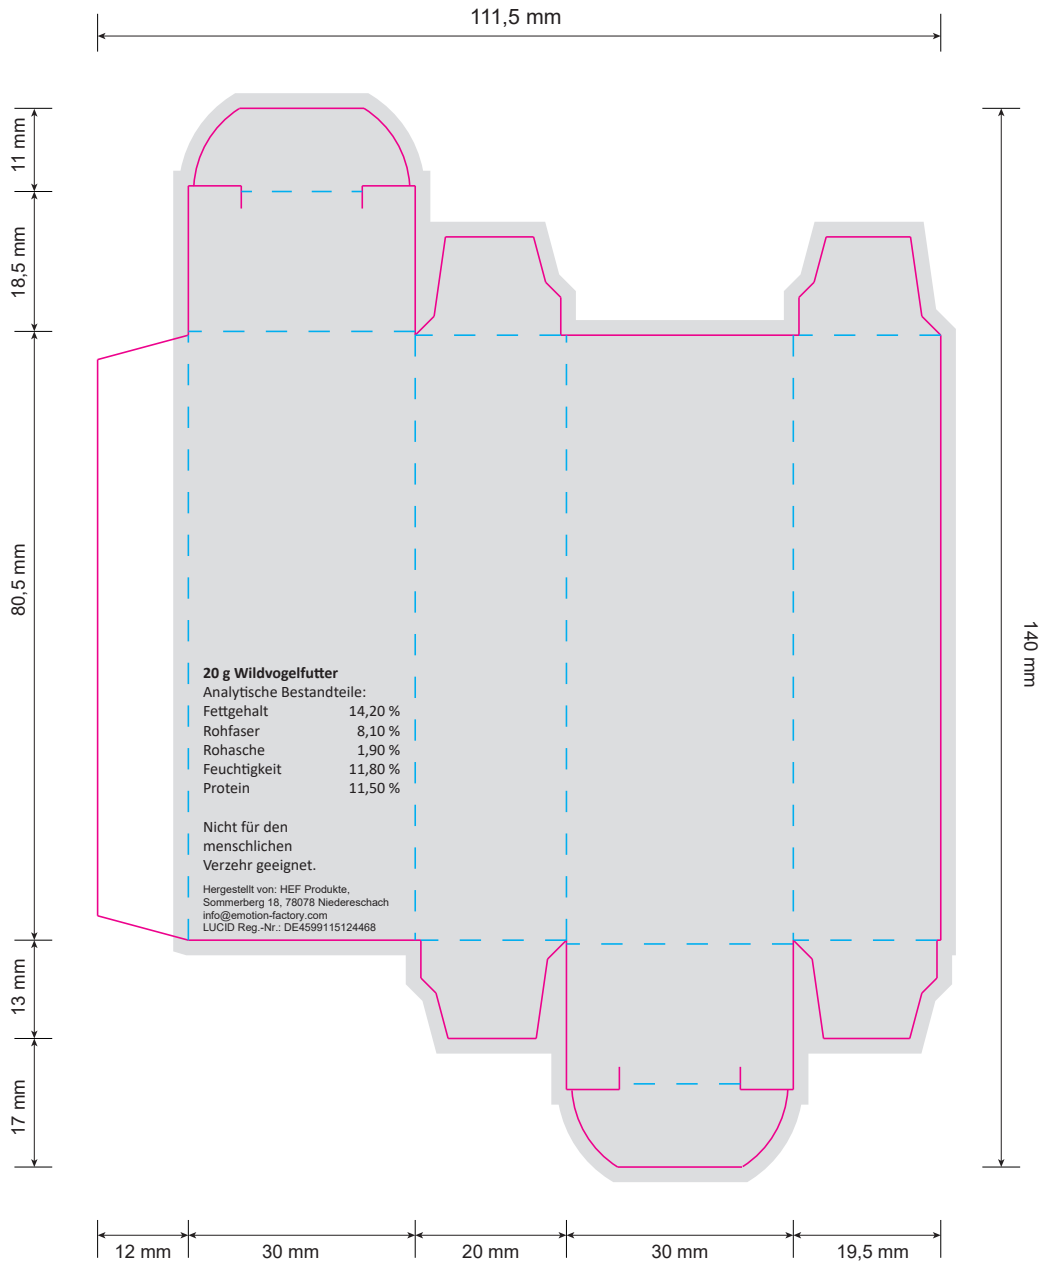 111,5 mm
11 mm
18,5 mm
80,5 mm
140 mm
20 g Wildvogelfutter
Analytische Bestandteile:
Fettgehalt 14,20 %
Rohfaser 8,10 %
Rohasche 1,90 %
Feuchtigkeit 11,80 %
Protein 11,50 %
Nicht für den
menschlichen
Verzehr geeignet.
Hergestellt von: HEF Produkte,
Sommerberg 18, 78078 Niedereschach
info@emotion-factory.com
LUCID Reg.-Nr.: DE4599115124468
13 mm
17 mm
12 mm 30 mm 20 mm 30 mm 19,5 mm